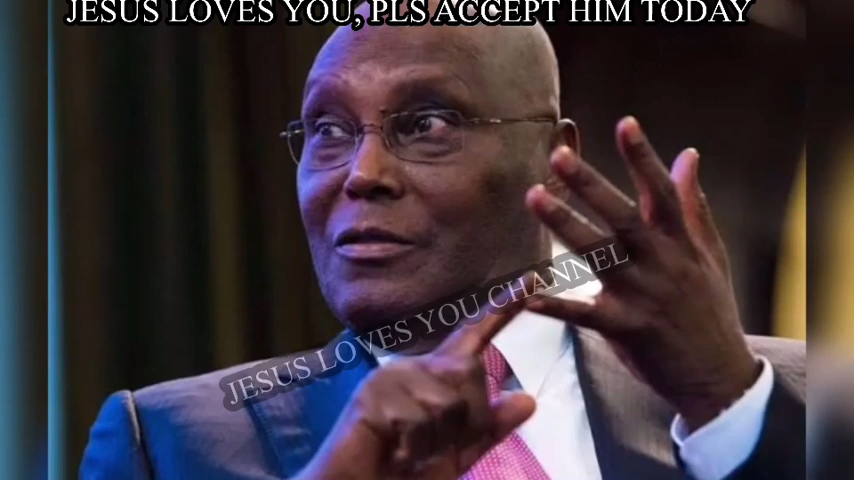 JESUS LOVES YOU, PLS ACCEPT HIM TODAY
JESUS LOVES YOU CHANNEL